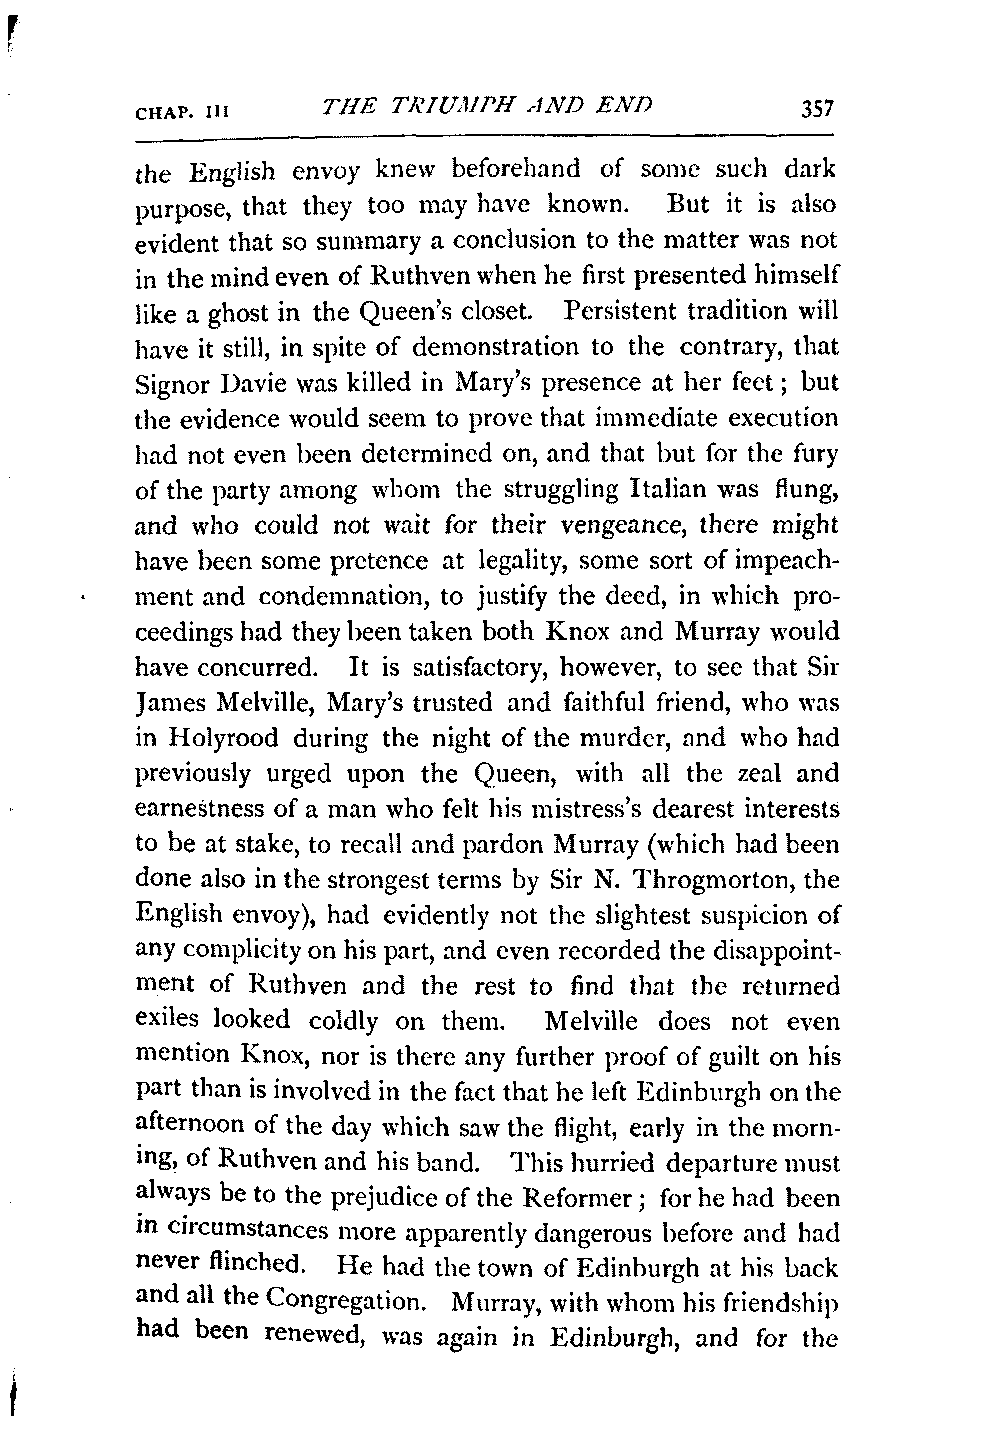 CHAP. III THE TRIUMPH AND END 357
the English envoy knew beforehand of some such dark
purpose, that they too may have known. But it is also
evident that so summary a conclusion to the matter was not
in the mind even of Ruthven when he first presented himself
like a ghost in the Queen's closet. Persistent tradition will
have it still, in spite of demonstration to the contrary, that
Signor Davie was killed in Mary's presence at her feet; but
the evidence would seem to prove that immediate execution
had not even been determined on, and that but for the fury
of the party among whom the struggling Italian was flung,
and who could not wait for their vengeance, there might
have been some pretence at legality, some sort of impeach-
ment and condemnation, to justify the deed, in which pro-
ceedings had they been taken both Knox and Murray would
have concurred. It is satisfactory, however, to see that Sir
James Melville, Mary's trusted and faithful friend, who was
in Holyrood during the night of the murder, and who had
previously urged upon the Queen, with all the zeal and
earnestness of a man who felt his mistress's dearest interests
to be at stake, to recall and pardon Murray (which had been
done also in the strongest terms by Sir N. Throgmorton, the
English envoy), had evidently not the slightest suspicion of
any complicity on his part, and even recorded the disappoint-
ment of Ruthven and the rest to find that the returned
exiles looked coldly on them. Melville does not even
mention Knox, nor is there any further proof of guilt on his
part than is involved in the fact that he left Edinburgh on the
afternoon of the day which saw the flight, early in the morn-
ing, of Ruthven and his band. This hurried departure must
always be to the prejudice of the Reformer; for he had been
in circumstances more apparently dangerous before and had
never flinched. He had the town of Edinburgh at his back
and all the Congregation. Murray, with whom his friendship
had been renewed, was again in Edinburgh, and for the